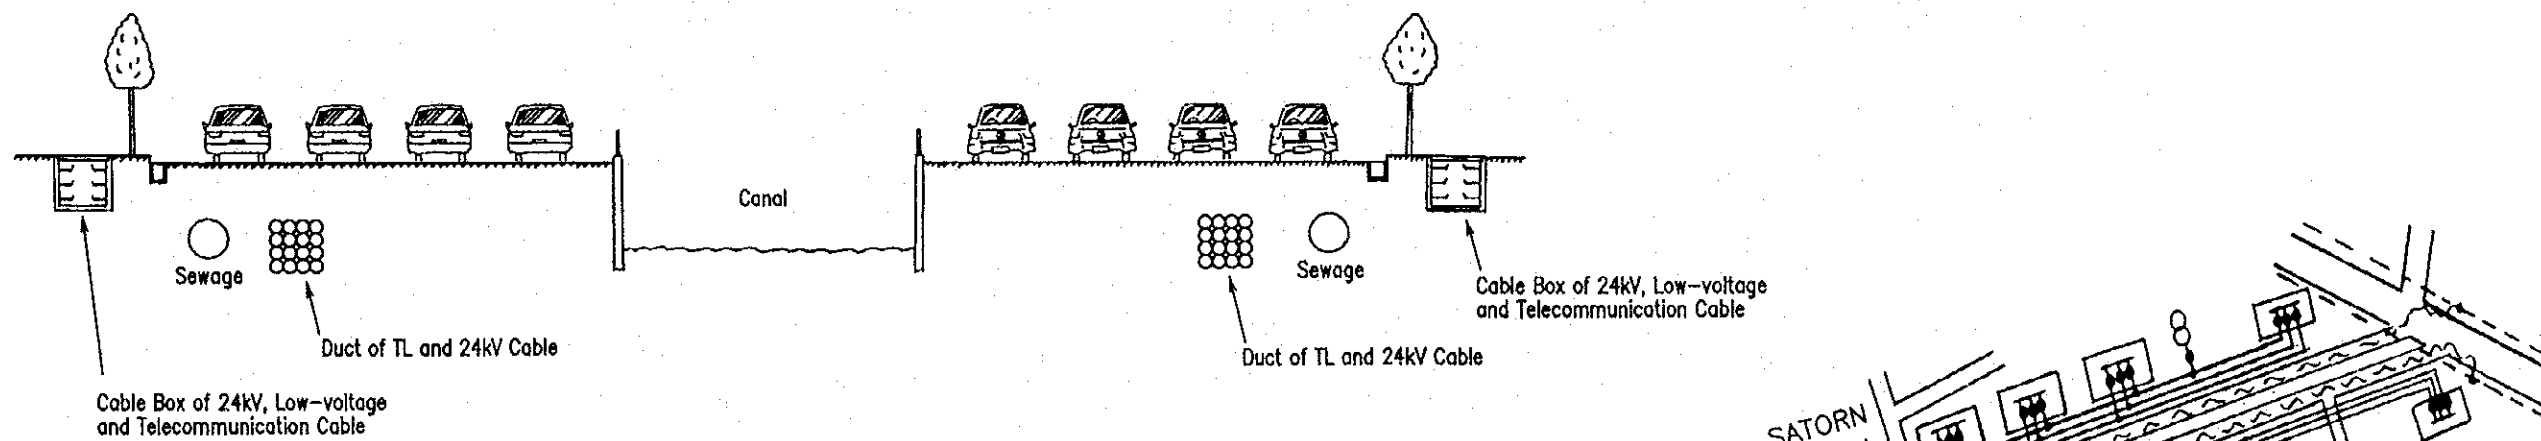 Canal
Sewage
Sewage
Duct of TL and 24kV Cable
Cable Box of 24kV, Low-voltage
and Telecommunication Cable
Cable Box of 24kV, Low-voltage
and Telecommunication Cable
Duct of TL and 24kV Cable
SATORN